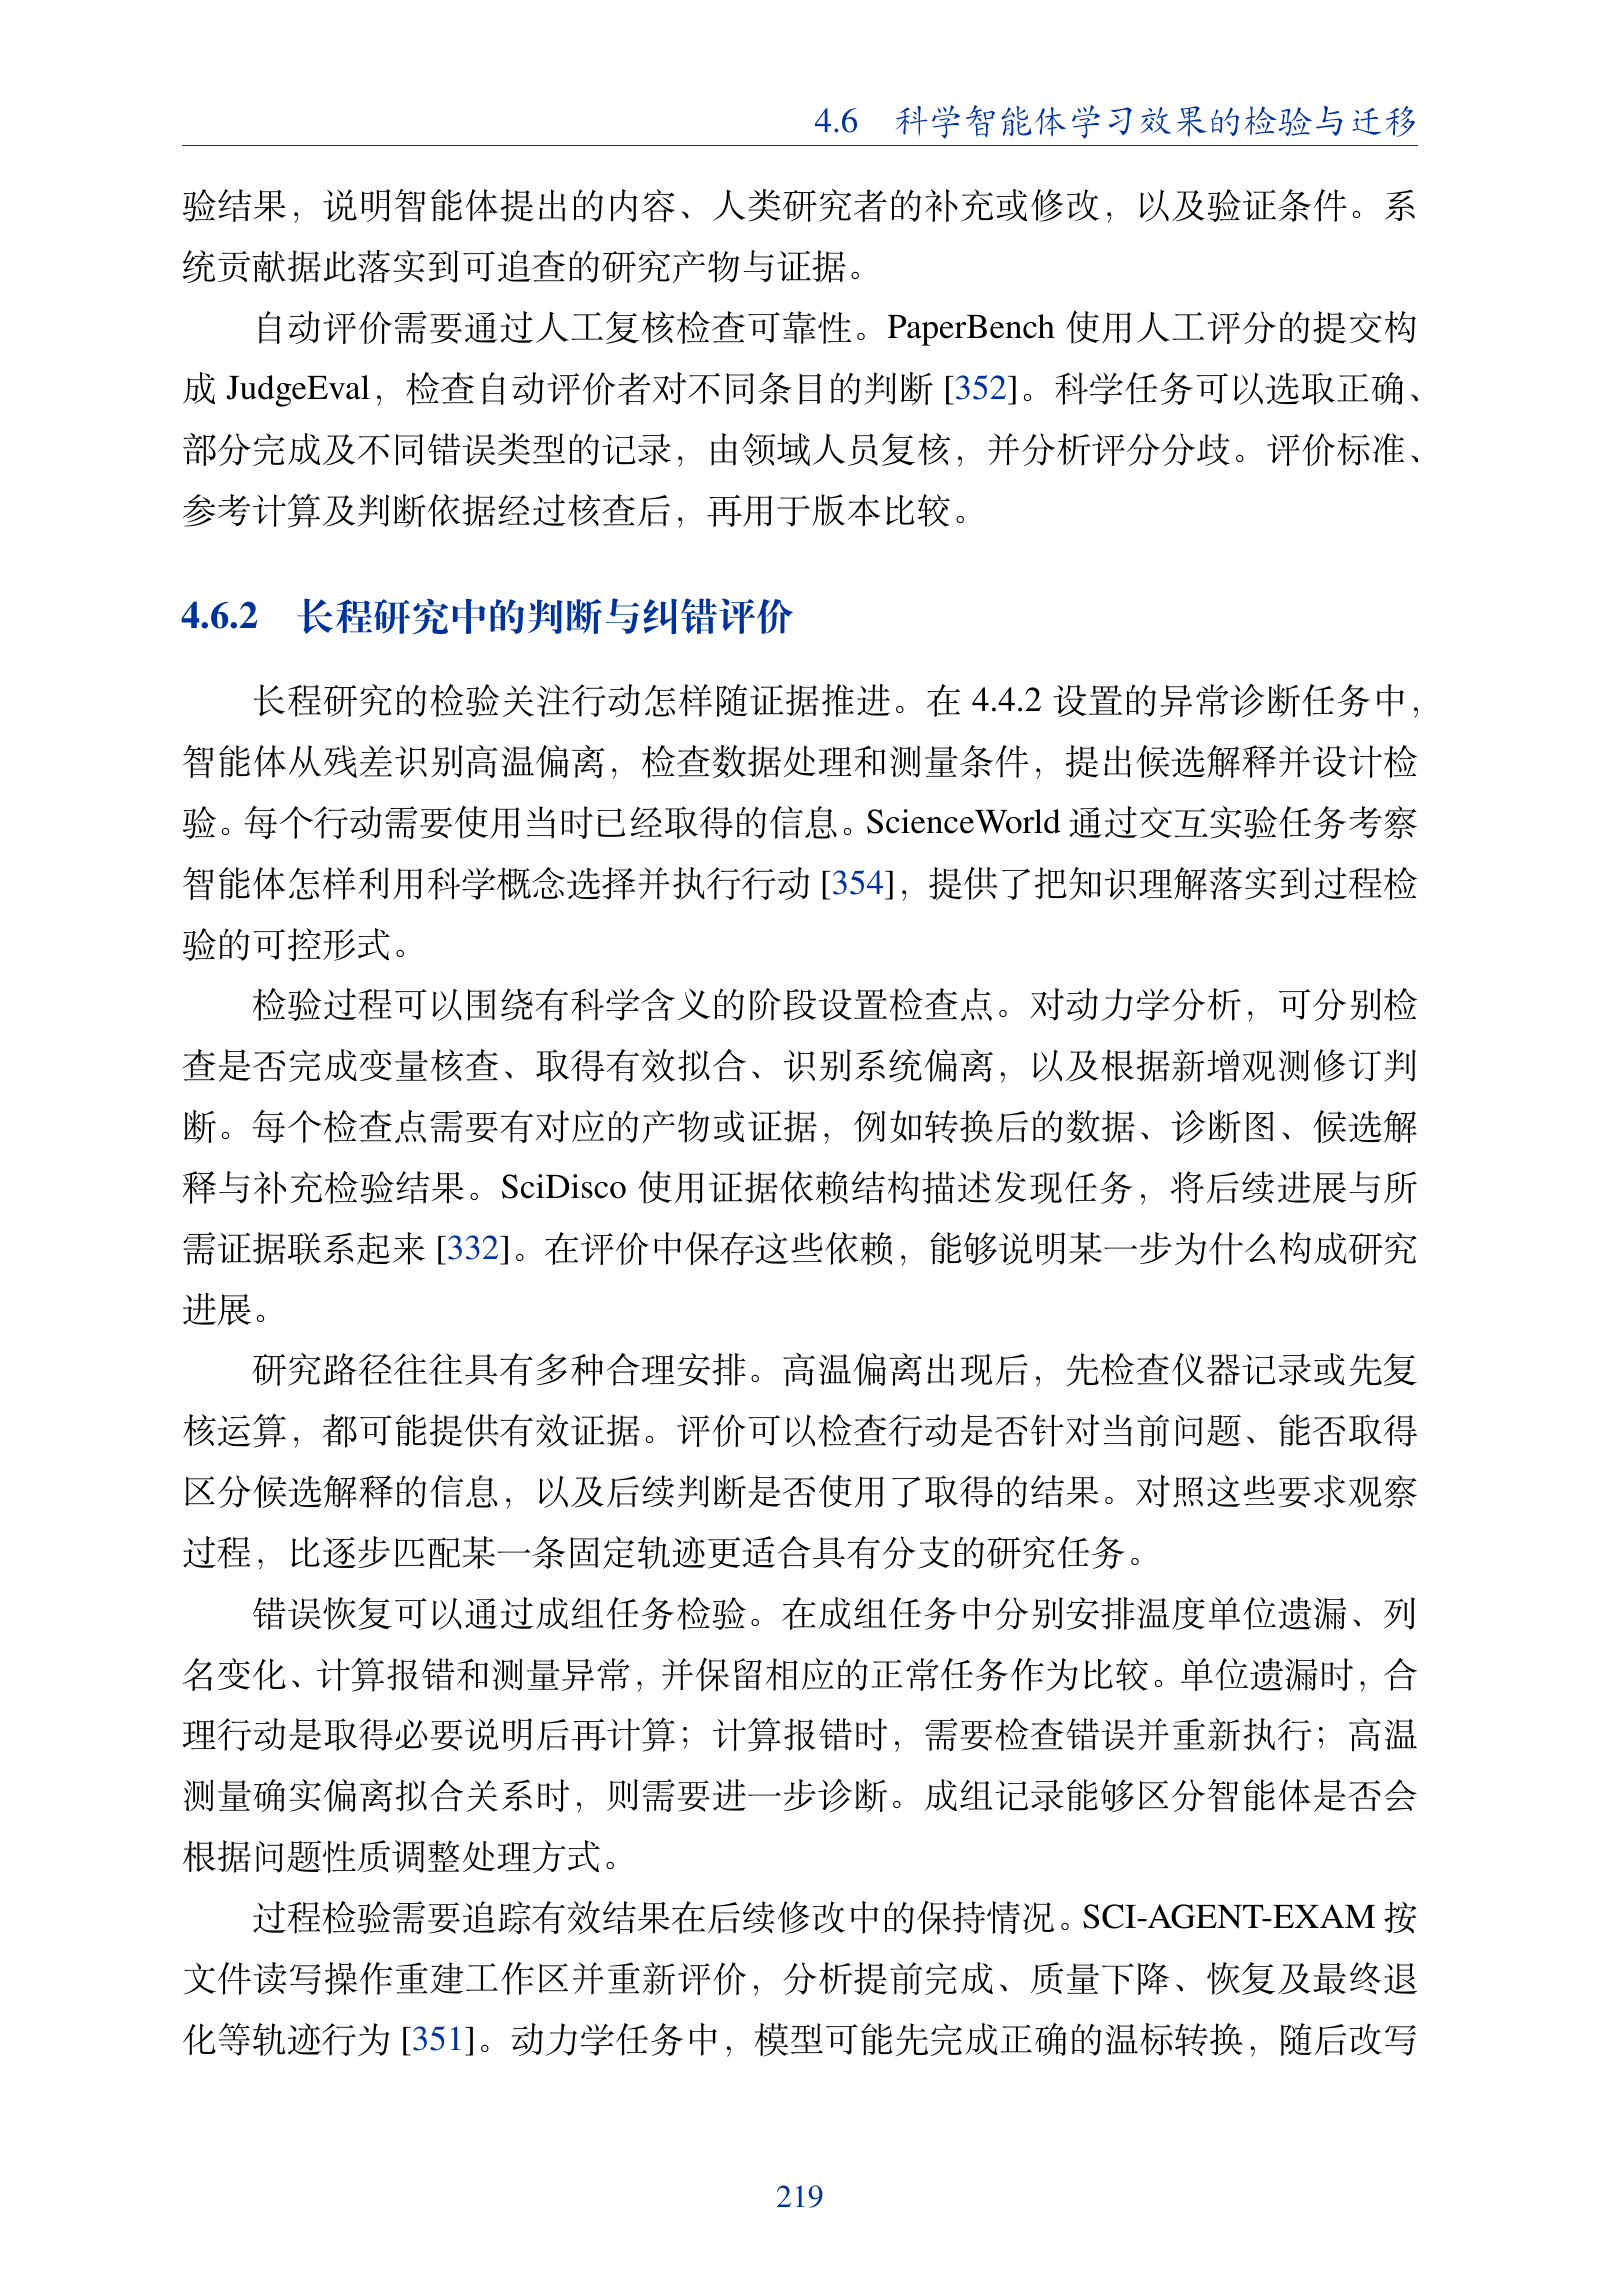 4.6 科学智能体学习效果的检验与迁移
验结果，说明智能体提出的内容、人类研究者的补充或修改，以及验证条件。系
统贡献据此落实到可追查的研究产物与证据。
自动评价需要通过人工复核检查可靠性。PaperBench 使用人工评分的提交构
成 JudgeEval，检查自动评价者对不同条目的判断 [352]。科学任务可以选取正确、
部分完成及不同错误类型的记录，由领域人员复核，并分析评分分歧。评价标准、
参考计算及判断依据经过核查后，再用于版本比较。
4.6.2 长程研究中的判断与纠错评价
长程研究的检验关注行动怎样随证据推进。在 4.4.2 设置的异常诊断任务中，
智能体从残差识别高温偏离，检查数据处理和测量条件，提出候选解释并设计检
验。每个行动需要使用当时已经取得的信息。ScienceWorld 通过交互实验任务考察
智能体怎样利用科学概念选择并执行行动 [354]，提供了把知识理解落实到过程检
验的可控形式。
检验过程可以围绕有科学含义的阶段设置检查点。对动力学分析，可分别检
查是否完成变量核查、取得有效拟合、识别系统偏离，以及根据新增观测修订判
断。每个检查点需要有对应的产物或证据，例如转换后的数据、诊断图、候选解
释与补充检验结果。SciDisco 使用证据依赖结构描述发现任务，将后续进展与所
需证据联系起来 [332]。在评价中保存这些依赖，能够说明某一步为什么构成研究
进展。
研究路径往往具有多种合理安排。高温偏离出现后，先检查仪器记录或先复
核运算，都可能提供有效证据。评价可以检查行动是否针对当前问题、能否取得
区分候选解释的信息，以及后续判断是否使用了取得的结果。对照这些要求观察
过程，比逐步匹配某一条固定轨迹更适合具有分支的研究任务。
错误恢复可以通过成组任务检验。在成组任务中分别安排温度单位遗漏、列
名变化、计算报错和测量异常，并保留相应的正常任务作为比较。单位遗漏时，合
理行动是取得必要说明后再计算；计算报错时，需要检查错误并重新执行；高温
测量确实偏离拟合关系时，则需要进一步诊断。成组记录能够区分智能体是否会
根据问题性质调整处理方式。
过程检验需要追踪有效结果在后续修改中的保持情况。SCI-AGENT-EXAM 按
文件读写操作重建工作区并重新评价，分析提前完成、质量下降、恢复及最终退
化等轨迹行为 [351]。动力学任务中，模型可能先完成正确的温标转换，随后改写
219